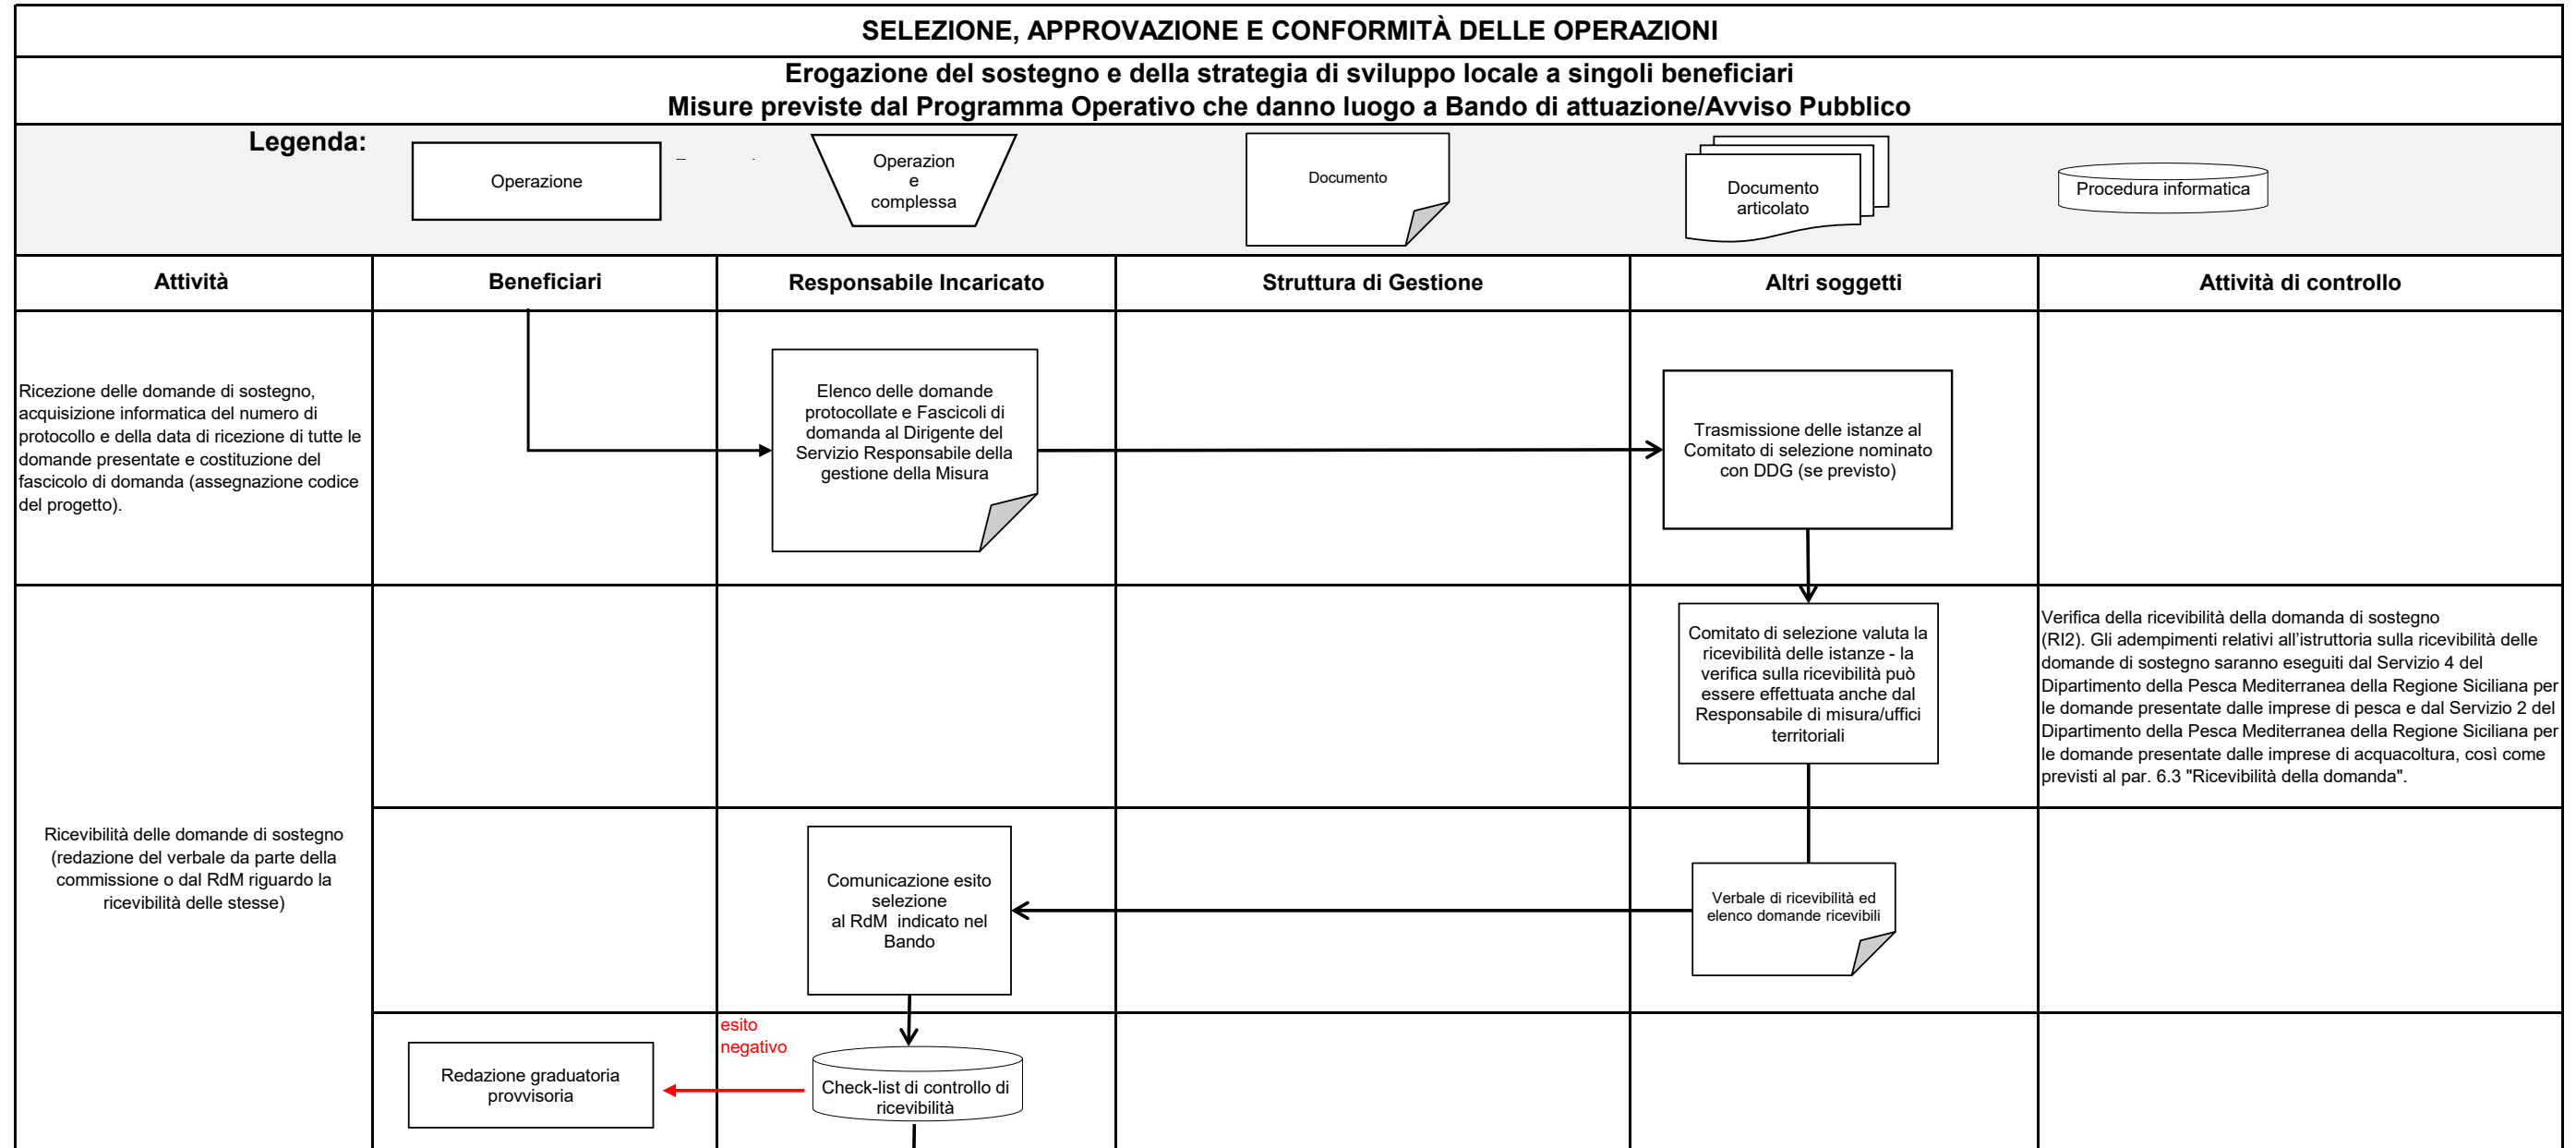 SELEZIONE, APPROVAZIONE E CONFORMITÀ DELLE OPERAZIONI
Erogazione del sostegno e della strategia di sviluppo locale a singoli beneficiari
Misure previste dal Programma Operativo che danno luogo a Bando di attuazione/Avviso Pubblico
Legenda:
Operazione
Operazion
e
complessa
Documento
Documento
articolato
Procedura informatica
Attività
Beneficiari
Responsabile Incaricato
Struttura di Gestione
Altri soggetti
Attività di controllo
Ricezione delle domande di sostegno,
acquisizione informatica del numero di
protocollo e della data di ricezione di tutte le
domande presentate e costituzione del
fascicolo di domanda (assegnazione codice
del progetto).
Elenco delle domande
protocollate e Fascicoli di
domanda al Dirigente del
Servizio Responsabile della
gestione della Misura
Trasmissione delle istanze al
Comitato di selezione nominato
con DDG (se previsto)
Ricevibilità delle domande di sostegno
(redazione del verbale da parte della
commissione o dal RdM riguardo la
ricevibilità delle stesse)
Comitato di selezione valuta la
ricevibilità delle istanze - la
verifica sulla ricevibilità può
essere effettuata anche dal
Responsabile di misura/uffici
territoriali
Verifica della ricevibilità della domanda di sostegno
(RI2). Gli adempimenti relativi all'istruttoria sulla ricevibilità delle
domande di sostegno saranno eseguiti dal Servizio 4 del
Dipartimento della Pesca Mediterranea della Regione Siciliana per
le domande presentate dalle imprese di pesca e dal Servizio 2 del
Dipartimento della Pesca Mediterranea della Regione Siciliana per
le domande presentate dalle imprese di acquacoltura, così come
previsti al par. 6.3 "Ricevibilità della domanda".
Comunicazione esito
selezione
al RdM indicato nel
Bando
Verbale di ricevibilità ed
elenco domande ricevibili
esito
negativo
Redazione graduatoria
provvisoria
Check-list di controllo di
ricevibilità